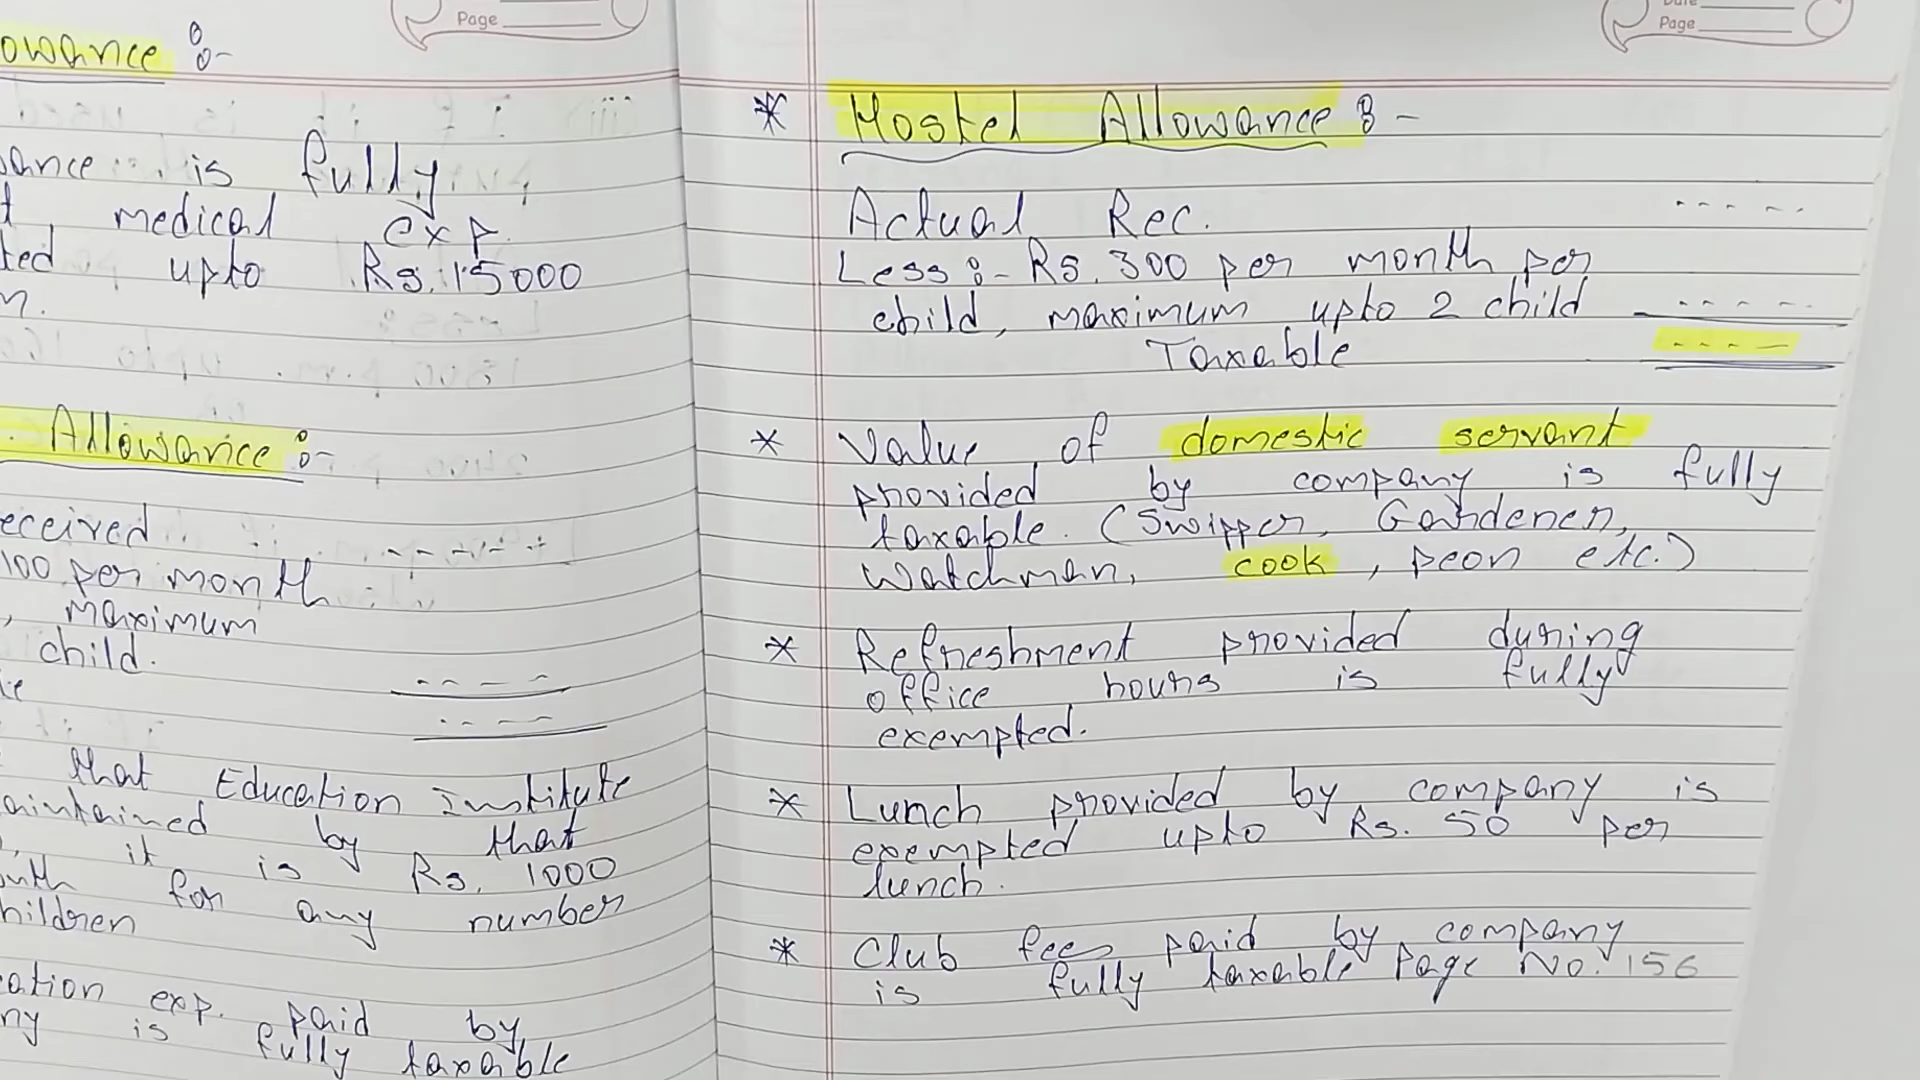 Page
owance :-
wance is fully
t medical exp.
ted upto Rs. 15000
n.
. Allowance :-
eceived
100 per month
, maximum
child.
that Education Institute
aintained by that
, it is Rs. 1000
onth for any number
hildren
cation exp. paid by
ny is fully taxable
Page
* Hostel Allowance :-
Actual Rec.
Less :- Rs. 300 per month per
child, maximum upto 2 child
Taxable
* Value of domestic servant
provided by company is fully
taxable. (Swipper, Gardener,
Watchman, cook, peon etc.)
* Refreshment provided during
office hours is fully
exempted.
* Lunch provided by company is
exempted upto Rs. 50 per
lunch.
* Club fees paid by company
is fully taxable Page No. 156